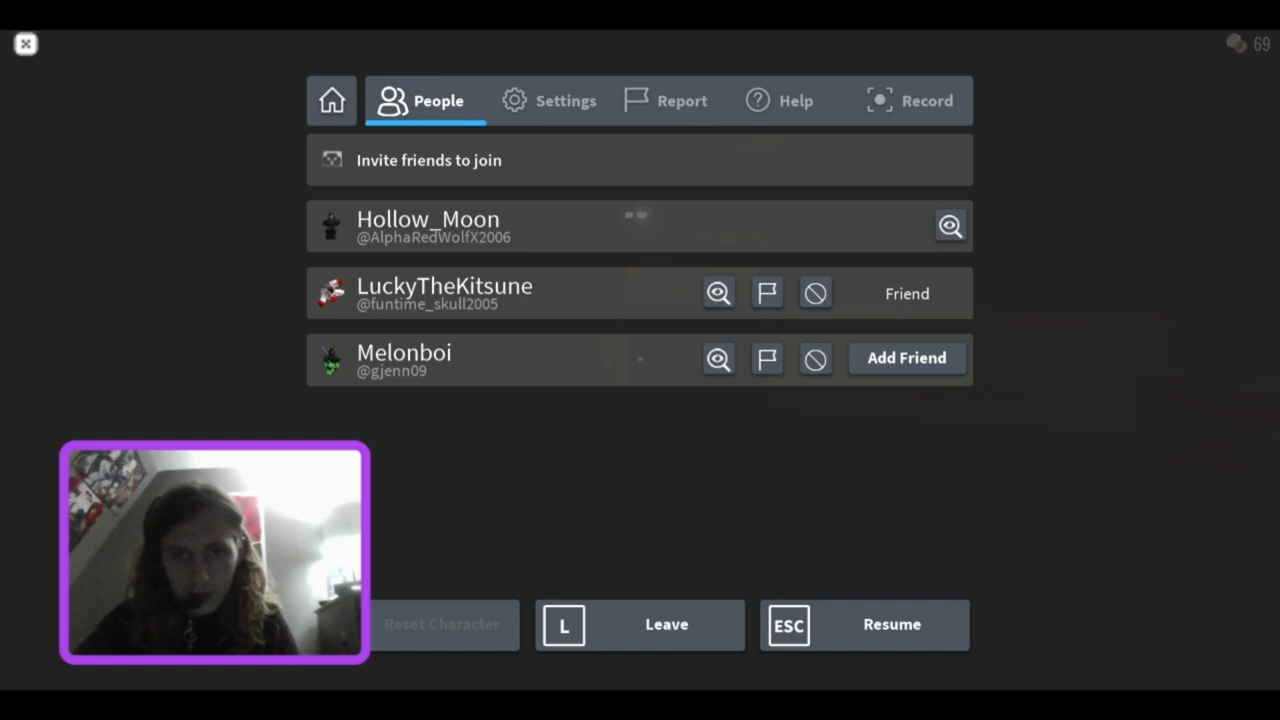 69
People
Settings
Report
Help
Record
Invite friends to join
Hollow_Moon
@AlphaRedWolfX2006
LuckyTheKitsune
@funtime_skull2005
Friend
Melonboi
@gjenn09
Add Friend
Reset Character
L
Leave
ESC
Resume